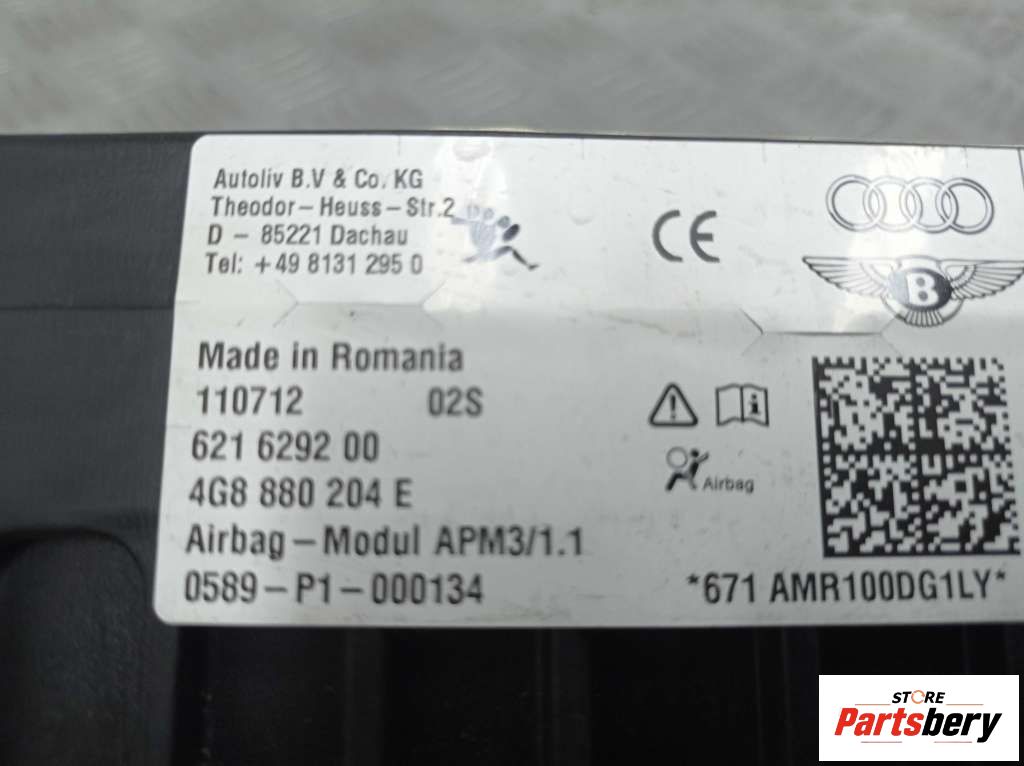 Autoliv B.V & Co. KG
Theodor-Heuss-Str.2
D - 85221 Dachau
Tel: +49 8131 295 0
CE
B
Made in Romania
110712 02S
621 6292 00
4G8 880 204 E
i
Airbag
Airbag-Modul APM3/1.1
0589-P1-000134
*671 AMR100DG1LY*
STORE
Partsbery